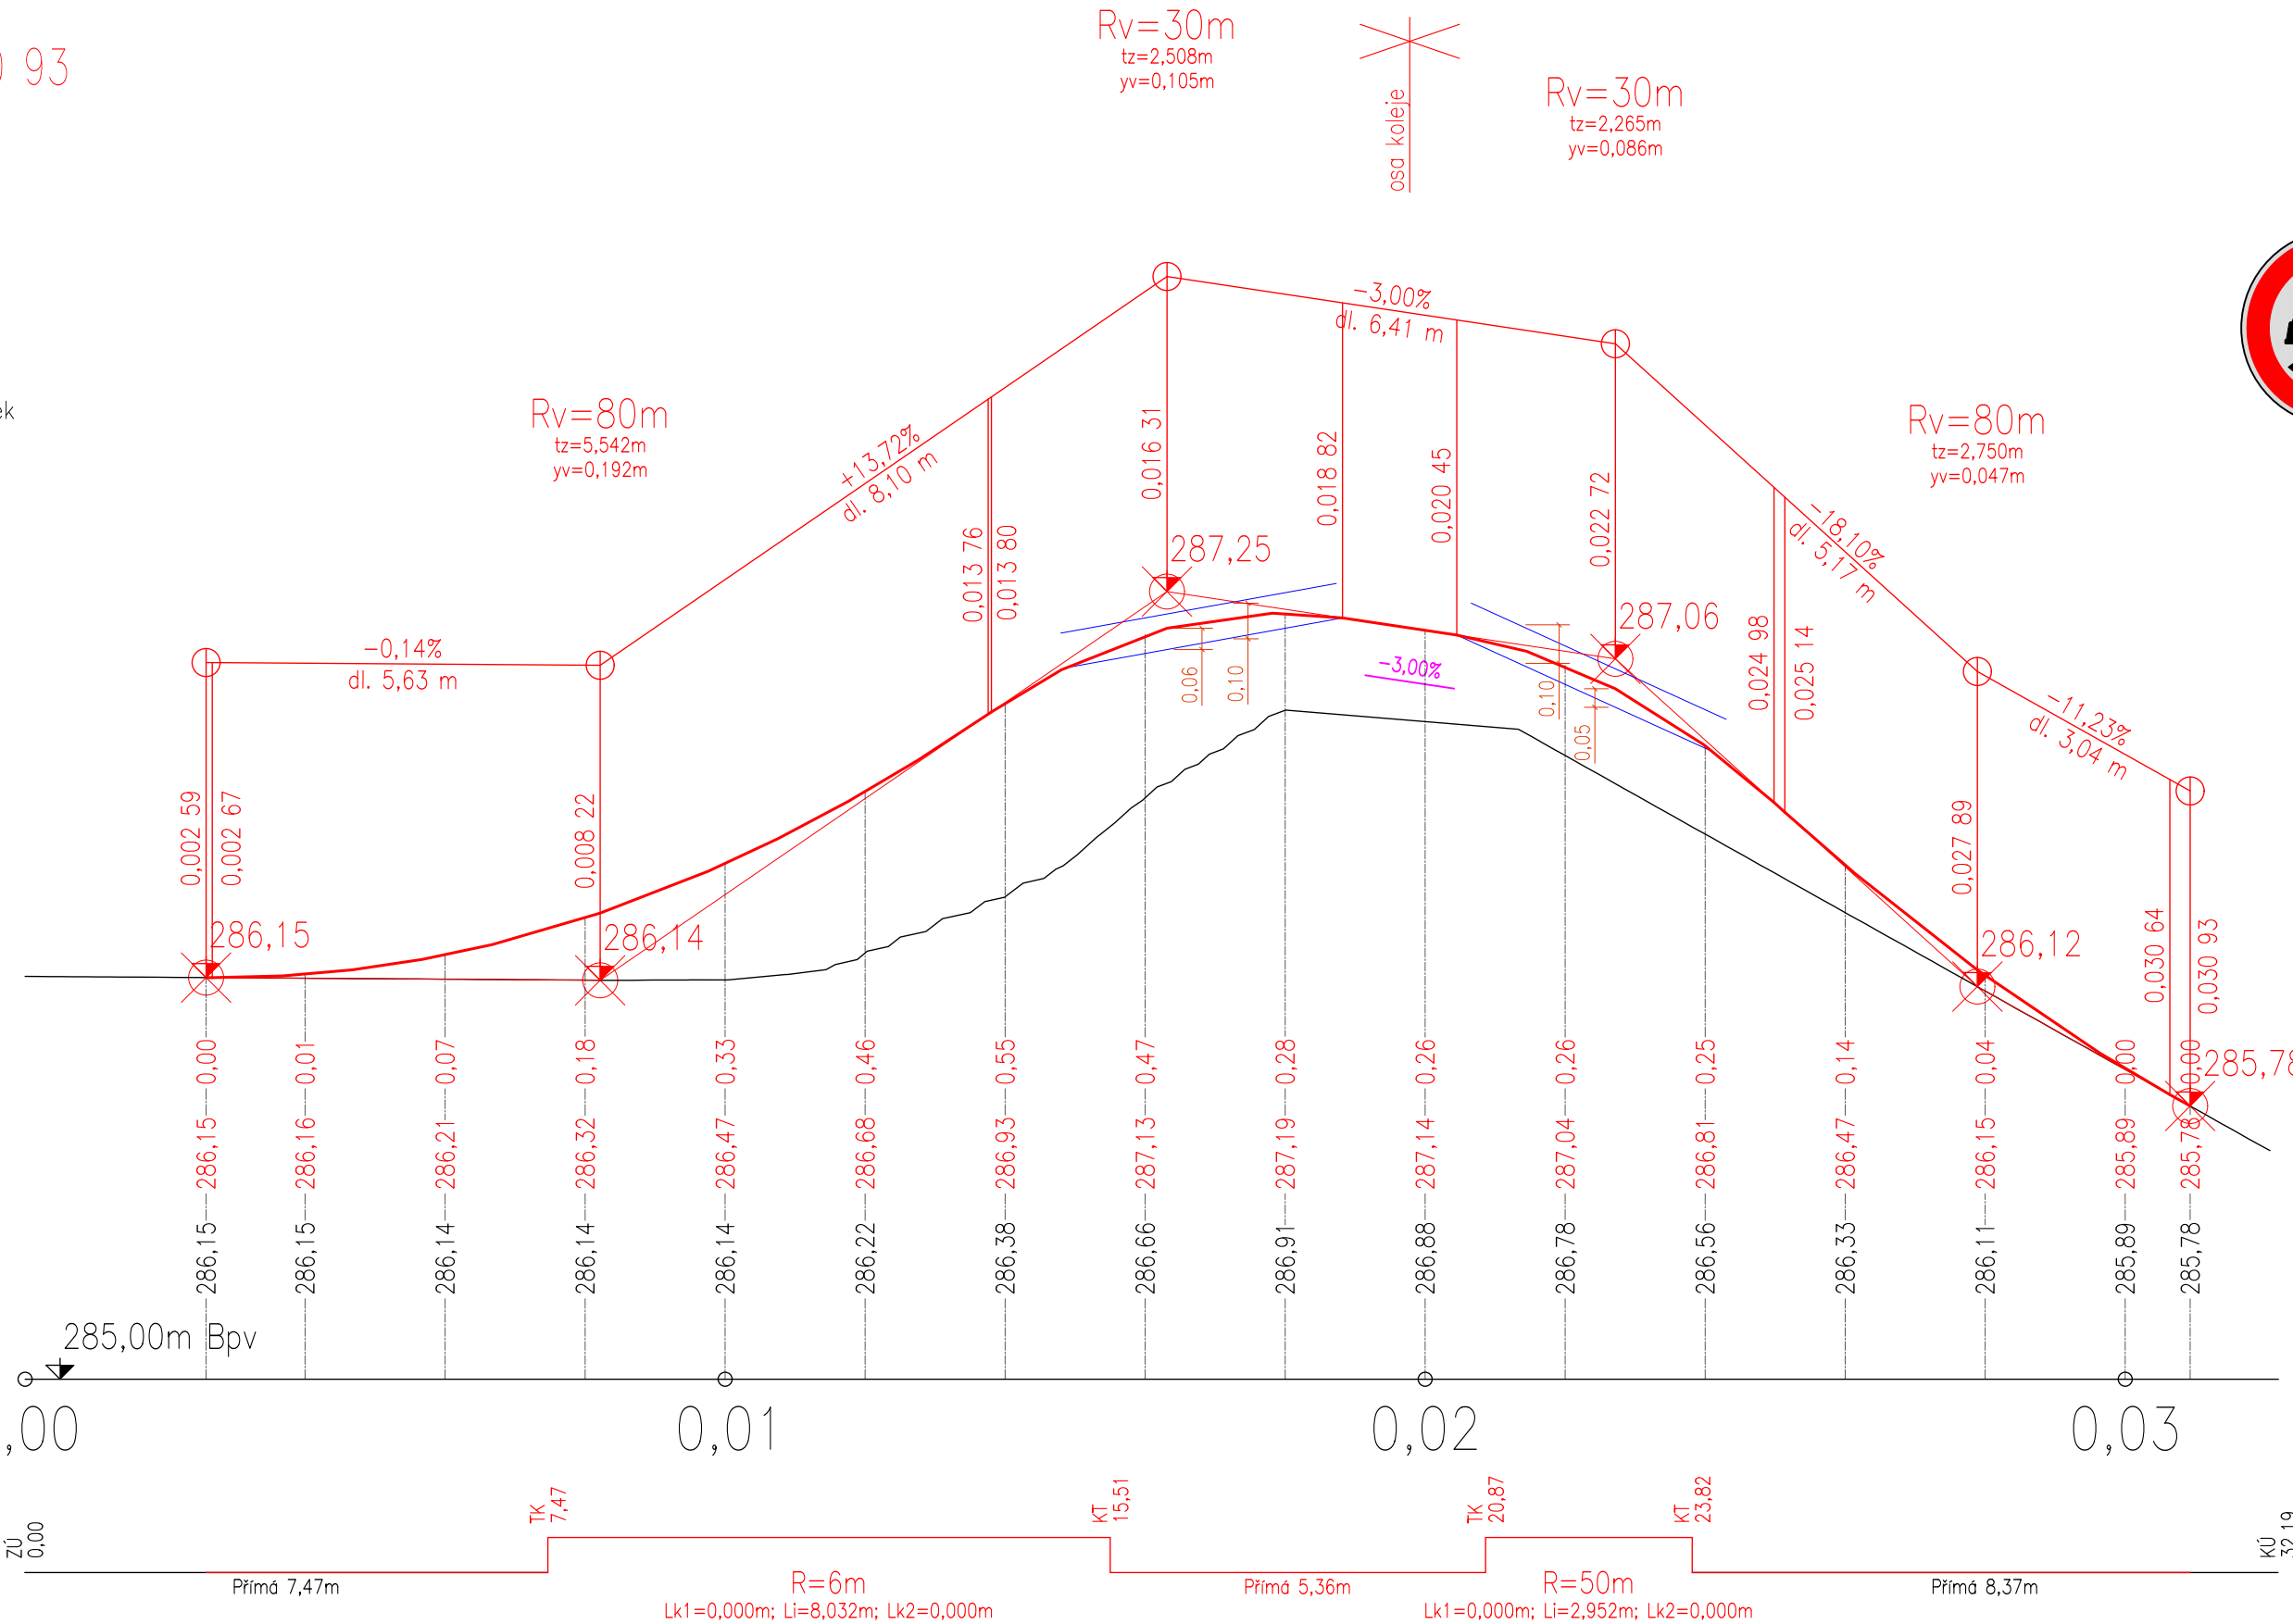 93
Rv=30m
tz=2,508m
yv=0,105m
osa koleje
Rv=30m
tz=2,265m
yv=0,086m
-3,00%
dl. 6,41 m
Rv=80m
tz=5,542m
yv=0,192m
+13,72%
dl. 8,10 m
Rv=80m
tz=2,750m
yv=0,047m
-18,10%
dl. 5,17 m
0,016 31
0,018 82
0,020 45
0,022 72
0,013 76
0,013 80
287,25
287,06
-0,14%
dl. 5,63 m
0,06
0,10
-3,00%
0,10
0,05
0,024 98
0,025 14
-11,23%
dl. 3,04 m
0,002 59
0,002 67
0,008 22
0,027 89
0,030 64
0,030 93
286,15
286,14
286,12
285,78
0,00
0,01
0,07
0,18
0,33
0,46
0,55
0,47
0,28
0,26
0,26
0,25
0,14
0,04
0,00
0,00
286,15
286,16
286,21
286,32
286,47
286,68
286,93
287,13
287,19
287,14
287,04
286,81
286,47
286,15
285,89
285,78
286,15
286,15
286,14
286,14
286,14
286,22
286,38
286,66
286,91
286,88
286,78
286,56
286,33
286,11
285,89
285,78
285,00m Bpv
,00
0,01
0,02
0,03
ZÚ
0,00
TK
7,47
KT
15,51
TK
20,87
KT
23,82
KÚ
32,19
Přímá 7,47m
R=6m
Lk1=0,000m; Li=8,032m; Lk2=0,000m
Přímá 5,36m
R=50m
Lk1=0,000m; Li=2,952m; Lk2=0,000m
Přímá 8,37m